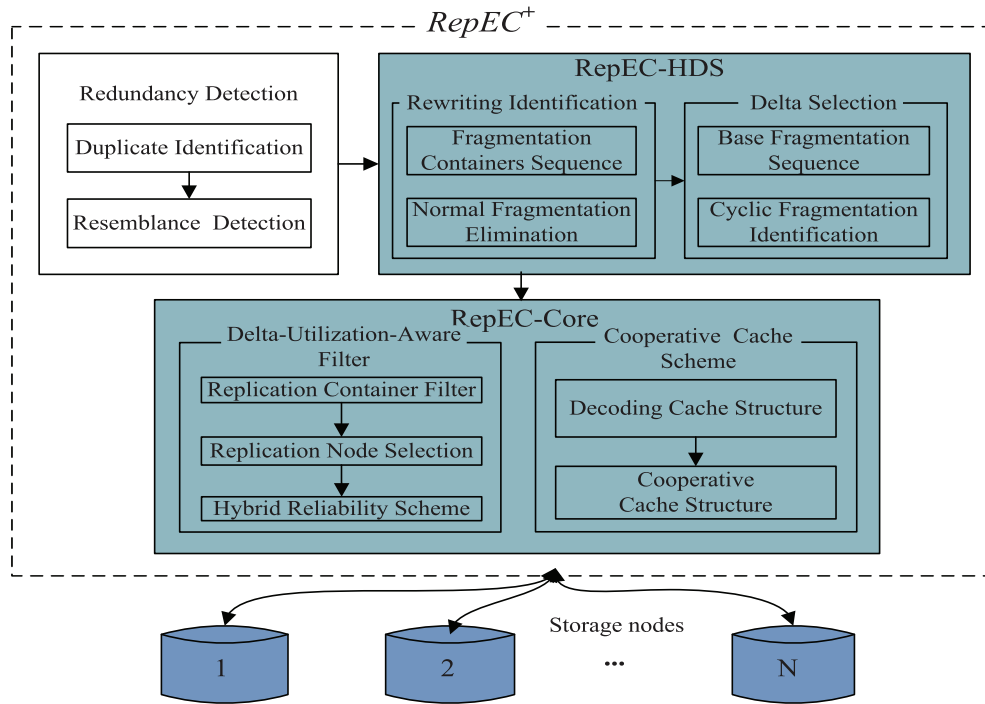 RepEC+
Redundancy Detection
Duplicate Identification
Resemblance Detection
RepEC-HDS
Rewriting Identification
Fragmentation
Containers Sequence
Normal Fragmentation
Elimination
Delta Selection
Base Fragmentation
Sequence
Cyclic Fragmentation
Identification
RepEC-Core
Delta-Utilization-Aware
Filter
Replication Container Filter
Replication Node Selection
Hybrid Reliability Scheme
Cooperative Cache
Scheme
Decoding Cache Structure
Cooperative
Cache Structure
Storage nodes
1
2
...
N